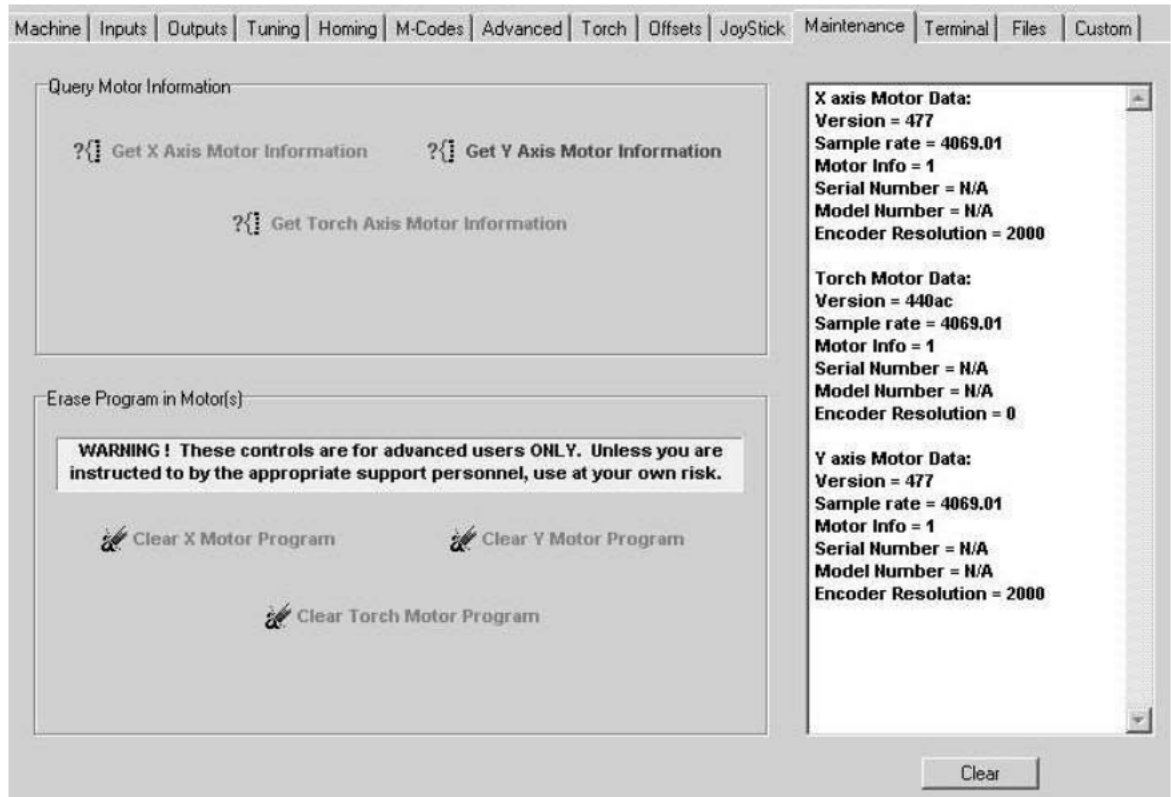 Machine Inputs Outputs Tuning Homing M-Codes Advanced Torch Offsets JoyStick Maintenance Terminal Files Custom
Query Motor Information
?{ Get X Axis Motor Information
?{ Get Y Axis Motor Information
?{ Get Torch Axis Motor Information
Erase Program in Motor(s)
WARNING ! These controls are for advanced users ONLY. Unless you are
instructed to by the appropriate support personnel, use at your own risk.
Clear X Motor Program
Clear Y Motor Program
Clear Torch Motor Program
X axis Motor Data:
Version = 477
Sample rate = 4069.01
Motor Info = 1
Serial Number = N/A
Model Number = N/A
Encoder Resolution = 2000
Torch Motor Data:
Version = 440ac
Sample rate = 4069.01
Motor Info = 1
Serial Number = N/A
Model Number = N/A
Encoder Resolution = 0
Y axis Motor Data:
Version = 477
Sample rate = 4069.01
Motor Info = 1
Serial Number = N/A
Model Number = N/A
Encoder Resolution = 2000
Clear